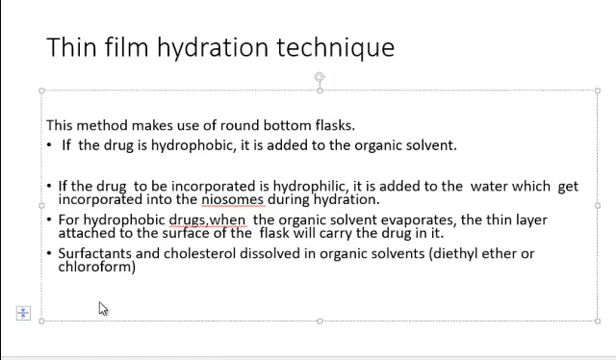 Thin film hydration technique
This method makes use of round bottom flasks.
• If the drug is hydrophobic, it is added to the organic solvent.
• If the drug to be incorporated is hydrophilic, it is added to the water which get
incorporated into the niosomes during hydration.
• For hydrophobic drugs,when the organic solvent evaporates, the thin layer
attached to the surface of the flask will carry the drug in it.
• Surfactants and cholesterol dissolved in organic solvents (diethyl ether or
chloroform)